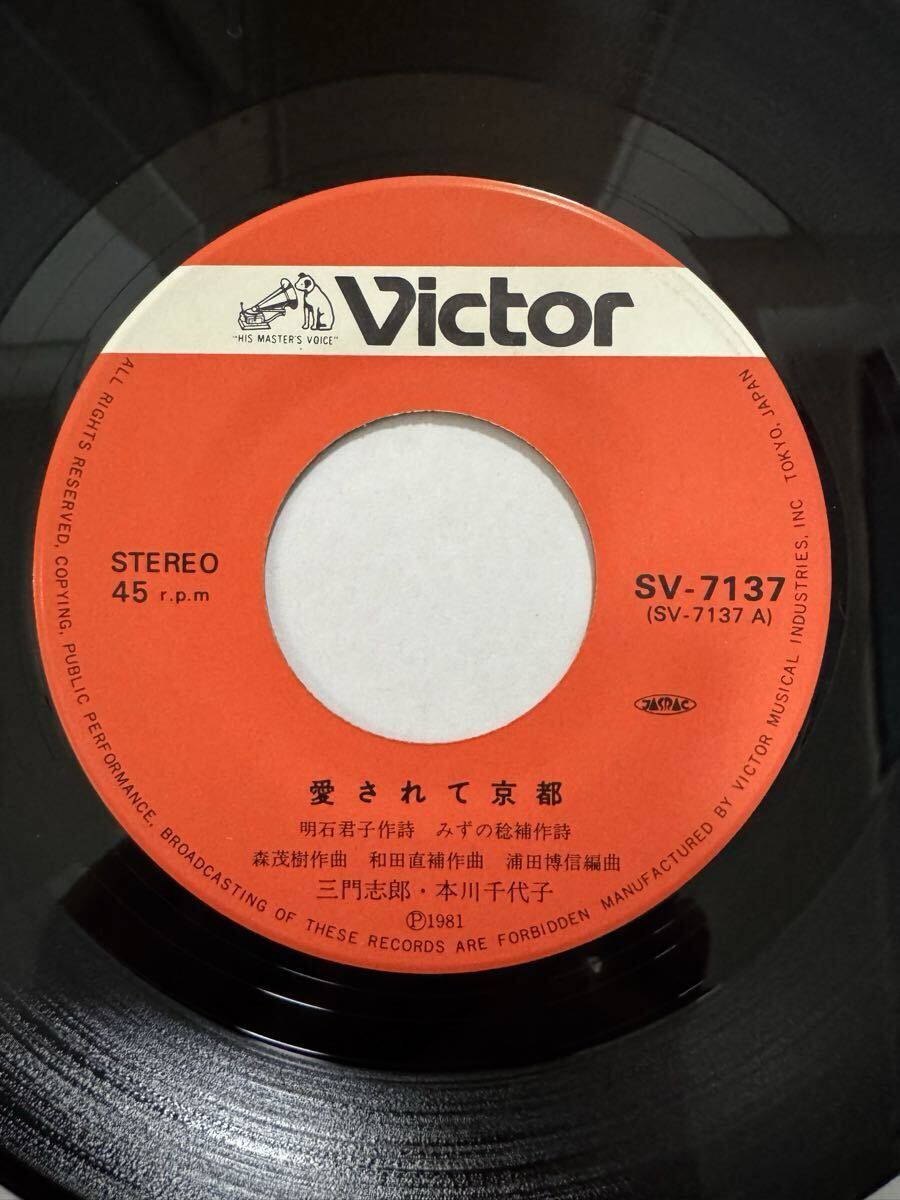 Victor
"HIS MASTER'S VOICE"
STEREO
45 r.p.m
SV-7137
(SV-7137 A)
JASRAC
愛されて京都
明石君子作詩 みずの稔補作詩
森茂樹作曲 和田直補作曲 浦田博信編曲
三門志郎・本川千代子
Ⓟ1981
ALL RIGHTS RESERVED, COPYING, PUBLIC PERFORMANCE, BROADCASTING OF THESE RECORDS ARE FORBIDDEN MANUFACTURED BY VICTOR MUSICAL INDUSTRIES, INC TOKYO, JAPAN